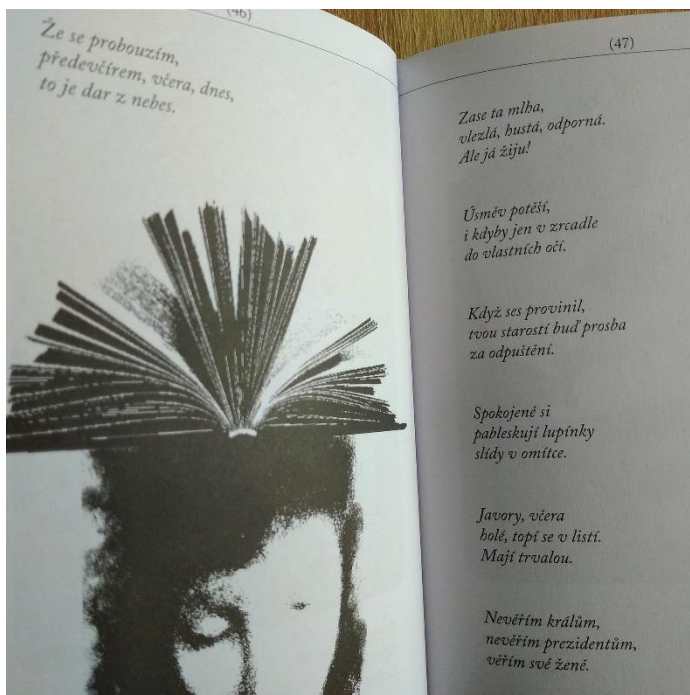 (46)
Že se probouzím,
předevčírem, včera, dnes,
to je dar z nebes.
(47)
Zase ta mlha,
vlezlá, hustá, odporná.
Ale já žiju!
Úsměv potěší,
i kdyby jen v zrcadle
do vlastních očí.
Když ses provinil,
tvou starostí buď prosba
za odpuštění.
Spokojeně si
pableskují lupínky
slídy v omítce.
Javory, včera
holé, topí se v listí.
Mají trvalou.
Nevěřím králům,
nevěřím prezidentům,
věřím své ženě.